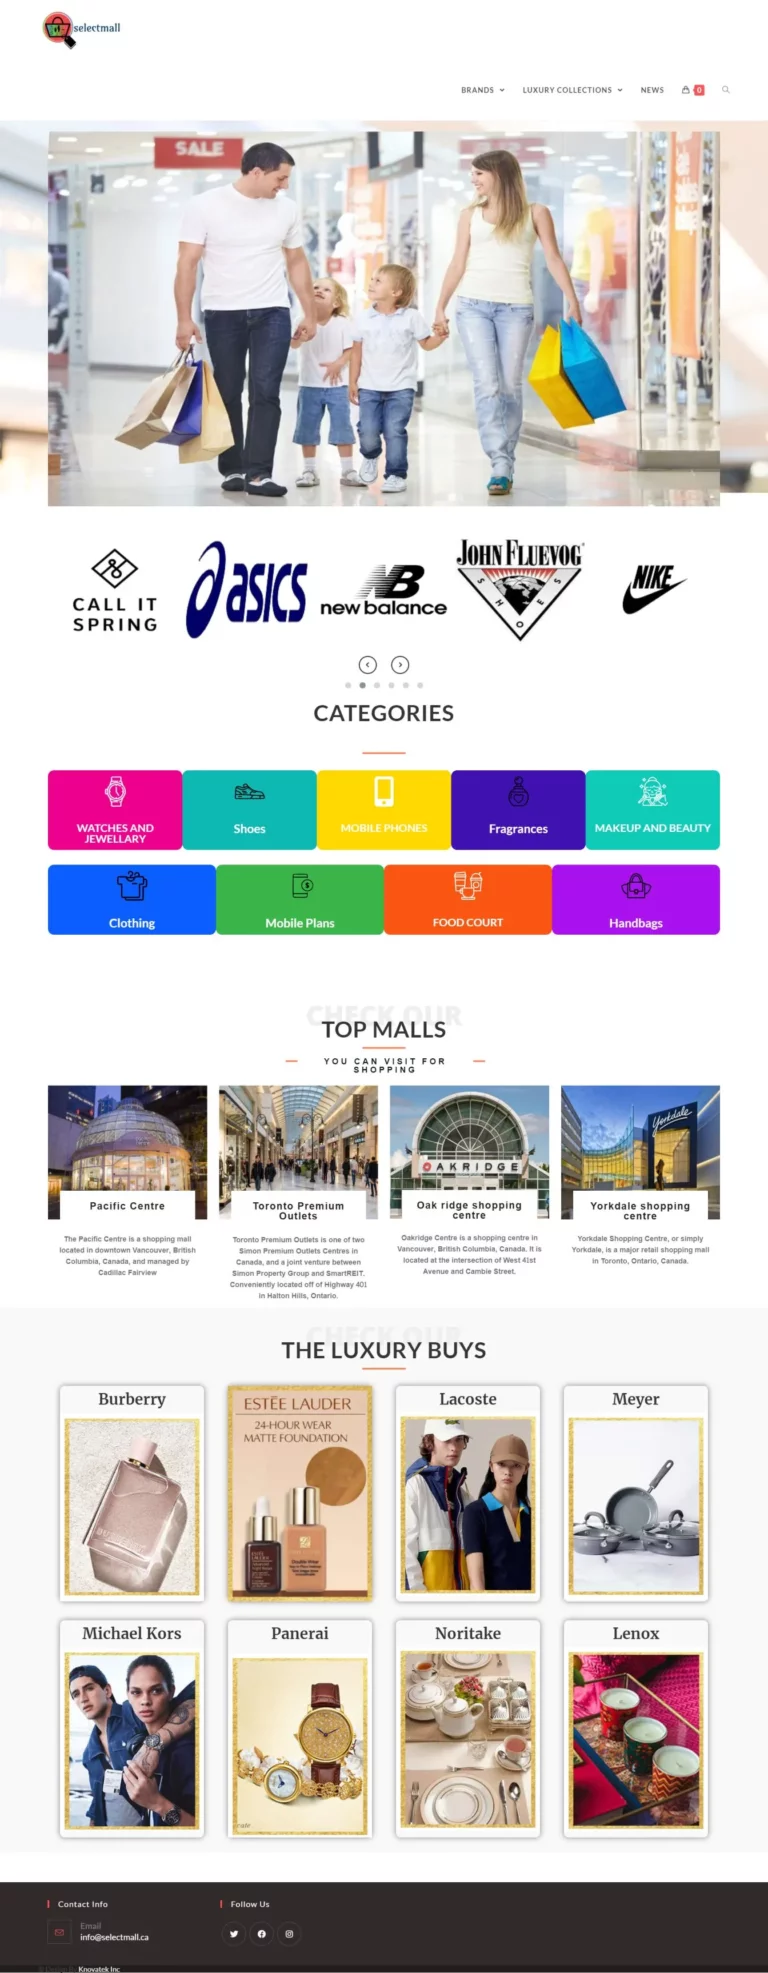 selectmall
BRANDS
LUXURY COLLECTIONS
NEWS
0
SALE
CALL IT
SPRING
asics
NB
new balance
JOHN FLUEVOG
SHOES
NIKE
CATEGORIES
WATCHES AND
JEWELLARY
Shoes
MOBILE PHONES
Fragrances
MAKEUP AND BEAUTY
Clothing
Mobile Plans
FOOD COURT
Handbags
CHECK OUR
TOP MALLS
YOU CAN VISIT FOR
SHOPPING
Pacific Centre
The Pacific Centre is a shopping mall
located in downtown Vancouver, British
Columbia, Canada, and managed by
Cadillac Fairview
Toronto Premium
Outlets
Toronto Premium Outlets is one of two
Simon Premium Outlets Centres in
Canada, and a joint venture between
Simon Property Group and SmartREIT.
Conveniently located off of Highway 401
in Halton Hills, Ontario.
OAKRIDGE
Oak ridge shopping
centre
Oakridge Centre is a shopping centre in
Vancouver, British Columbia, Canada. It is
located at the intersection of West 41st
Avenue and Cambie Street.
Yorkdale
Yorkdale shopping
centre
Yorkdale Shopping Centre, or simply
Yorkdale, is a major retail shopping mall
in Toronto, Ontario, Canada.
CHECK OUR
THE LUXURY BUYS
Burberry
BURBERRY
ESTĒE LAUDER
24-HOUR WEAR
MATTE FOUNDATION
Double Wear
Lacoste
Meyer
Michael Kors
Panerai
Noritake
Lenox
Contact Info
Email
info@selectmall.ca
Follow Us
Knovatek Inc